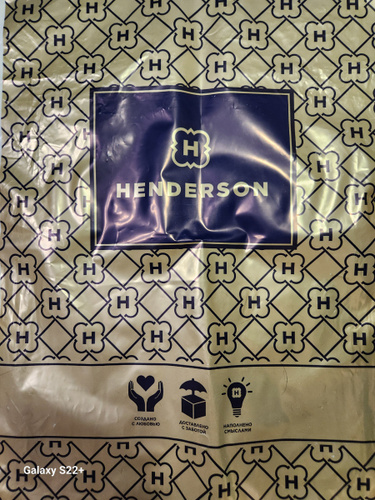 H
HENDERSON
СОЗДАНО
С ЛЮБОВЬЮ
ДОСТАВЛЕНО
С ЗАБОТОЙ
H
НАПОЛНЕНО
СМЫСЛАМИ
Galaxy S22+